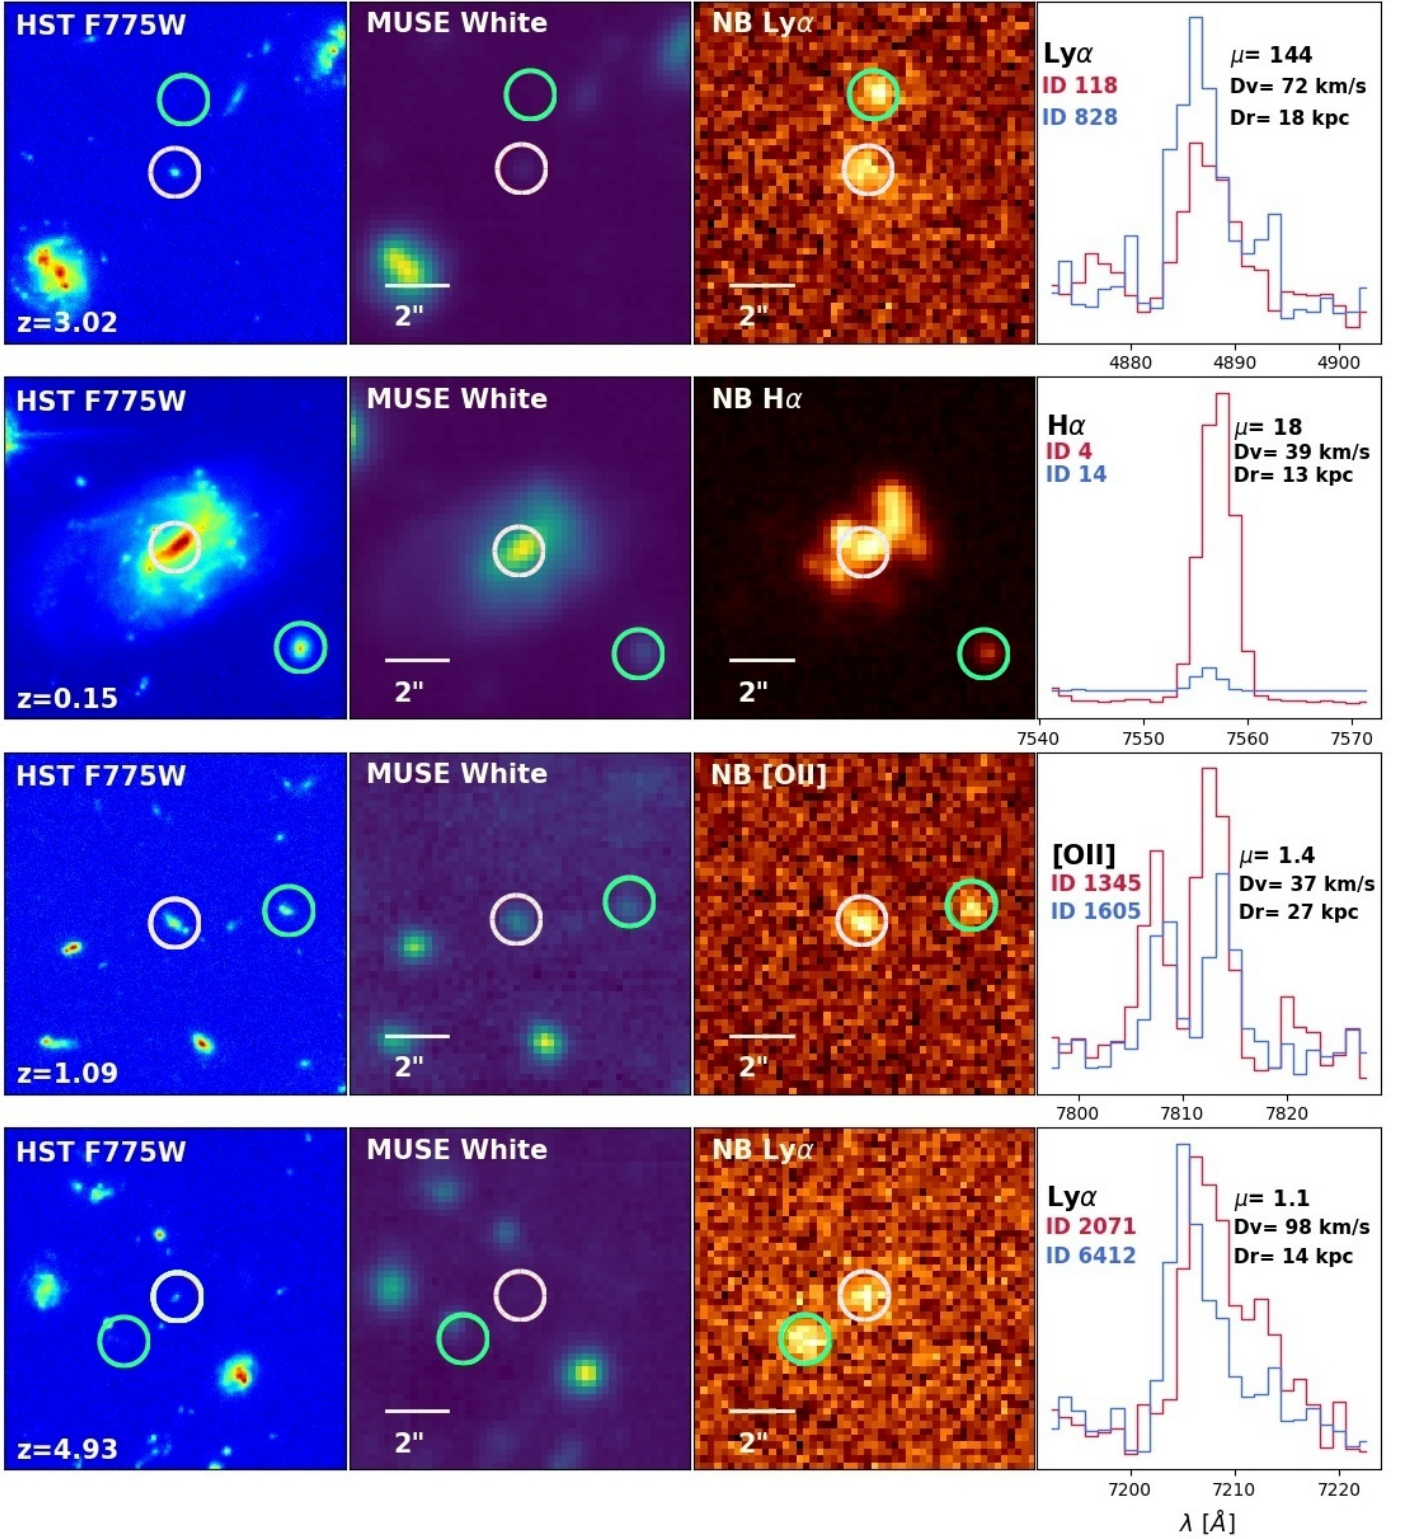 HST F775W
MUSE White
NB Lyα
Lyα
μ= 144
ID 118
Dv= 72 km/s
ID 828
Dr= 18 kpc
z=3.02
2"
2"
4880 4890 4900
HST F775W
MUSE White
NB Hα
Hα
μ= 18
ID 4
Dv= 39 km/s
ID 14
Dr= 13 kpc
z=0.15
2"
2"
7540 7550 7560 7570
HST F775W
MUSE White
NB [OII]
[OII]
μ= 1.4
ID 1345
Dv= 37 km/s
ID 1605
Dr= 27 kpc
z=1.09
2"
2"
7800 7810 7820
HST F775W
MUSE White
NB Lyα
Lyα
μ= 1.1
ID 2071
Dv= 98 km/s
ID 6412
Dr= 14 kpc
z=4.93
2"
2"
7200 7210 7220
λ [Å]